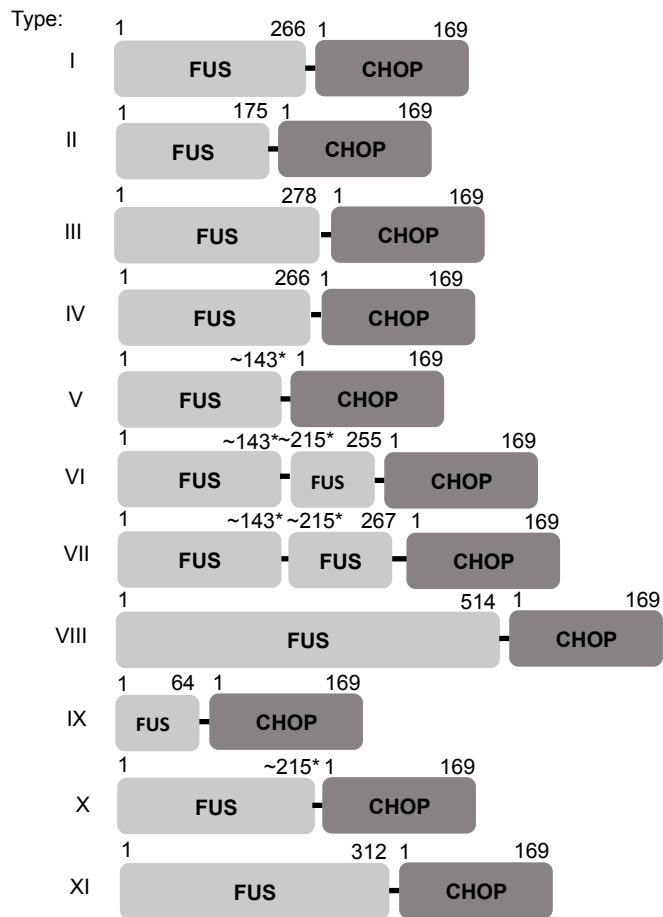 Type:
1 266 1 169
I FUS CHOP
1 175 1 169
II FUS CHOP
1 278 1 169
III FUS CHOP
1 266 1 169
IV FUS CHOP
1 ~143* 1 169
V FUS CHOP
1 ~143* ~215* 255 1 169
VI FUS FUS CHOP
1 ~143* ~215* 267 1 169
VII FUS FUS CHOP
1 514 1 169
VIII FUS CHOP
1 64 1 169
IX FUS CHOP
1 ~215* 1 169
X FUS CHOP
1 312 1 169
XI FUS CHOP